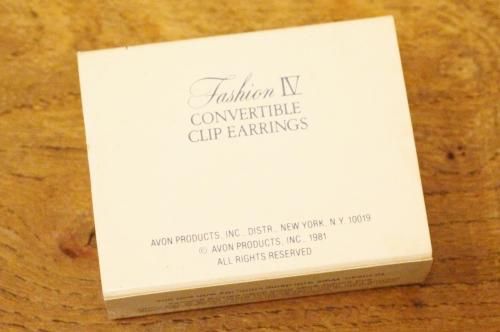 Fashion IV
CONVERTIBLE
CLIP EARRINGS
AVON PRODUCTS, INC., DISTR., NEW YORK, N.Y. 10019
© AVON PRODUCTS, INC., 1981
ALL RIGHTS RESERVED